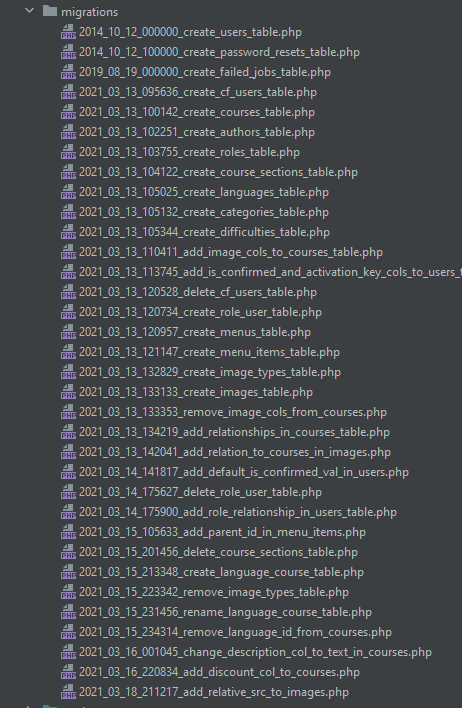 migrations
2014_10_12_000000_create_users_table.php
2014_10_12_100000_create_password_resets_table.php
2019_08_19_000000_create_failed_jobs_table.php
2021_03_13_095636_create_cf_users_table.php
2021_03_13_100142_create_courses_table.php
2021_03_13_102251_create_authors_table.php
2021_03_13_103755_create_roles_table.php
2021_03_13_104122_create_course_sections_table.php
2021_03_13_105025_create_languages_table.php
2021_03_13_105132_create_categories_table.php
2021_03_13_105344_create_difficulties_table.php
2021_03_13_110411_add_image_cols_to_courses_table.php
2021_03_13_113745_add_is_confirmed_and_activation_key_cols_to_users_
2021_03_13_120528_delete_cf_users_table.php
2021_03_13_120734_create_role_user_table.php
2021_03_13_120957_create_menus_table.php
2021_03_13_121147_create_menu_items_table.php
2021_03_13_132829_create_image_types_table.php
2021_03_13_133133_create_images_table.php
2021_03_13_133353_remove_image_cols_from_courses.php
2021_03_13_134219_add_relationships_in_courses_table.php
2021_03_13_142041_add_relation_to_courses_in_images.php
2021_03_14_141817_add_default_is_confirmed_val_in_users.php
2021_03_14_175627_delete_role_user_table.php
2021_03_14_175900_add_role_relationship_in_users_table.php
2021_03_15_105633_add_parent_id_in_menu_items.php
2021_03_15_201456_delete_course_sections_table.php
2021_03_15_213348_create_language_course_table.php
2021_03_15_223342_remove_image_types_table.php
2021_03_15_231456_rename_language_course_table.php
2021_03_15_234314_remove_language_id_from_courses.php
2021_03_16_001045_change_description_col_to_text_in_courses.php
2021_03_16_220834_add_discount_col_to_courses.php
2021_03_18_211217_add_relative_src_to_images.php